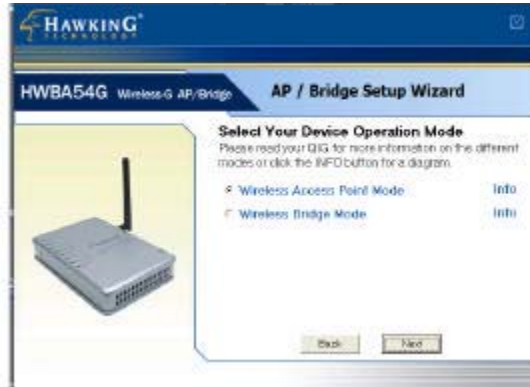 HAWKING
TECHNOLOGY
HWBA54G Wireless-G AP/Bridge
AP / Bridge Setup Wizard
Select Your Device Operation Mode
Please read your QIG for more information on the different
modes or click the INFO button for a diagram.
Wireless Access Point Mode Info
Wireless Bridge Mode Info
Back Next